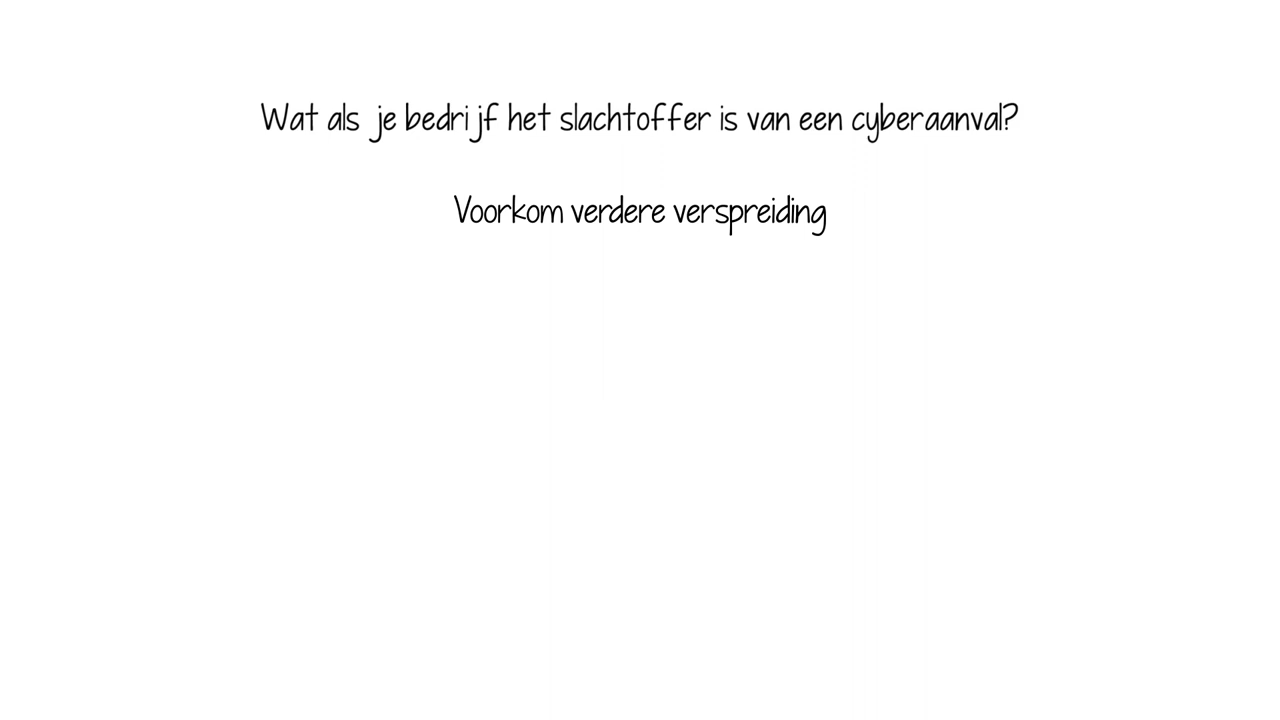 Wat als je bedrijf het slachtoffer is van een cyberaanval?
Voorkom verdere verspreiding